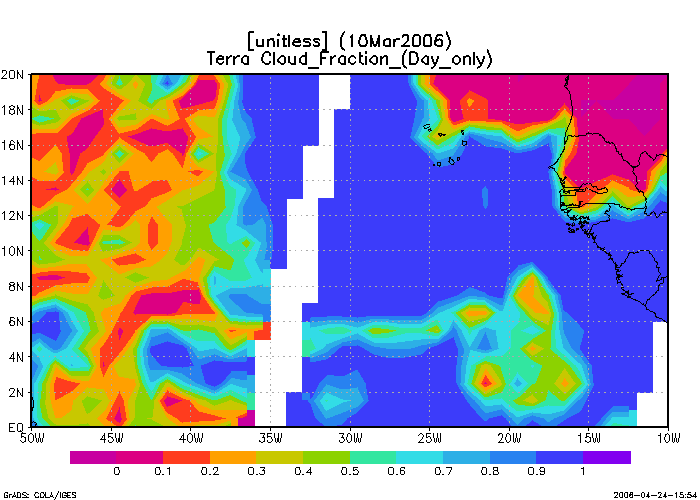 [unitless] (10Mar2006)
Terra Cloud_Fraction_(Day_only)
20N
18N
16N
14N
12N
10N
8N
6N
4N
2N
EQ
50W 45W 40W 35W 30W 25W 20W 15W 10W
0 0.1 0.2 0.3 0.4 0.5 0.6 0.7 0.8 0.9 1
GrADS: COLA/IGES 2006-04-24-15:54